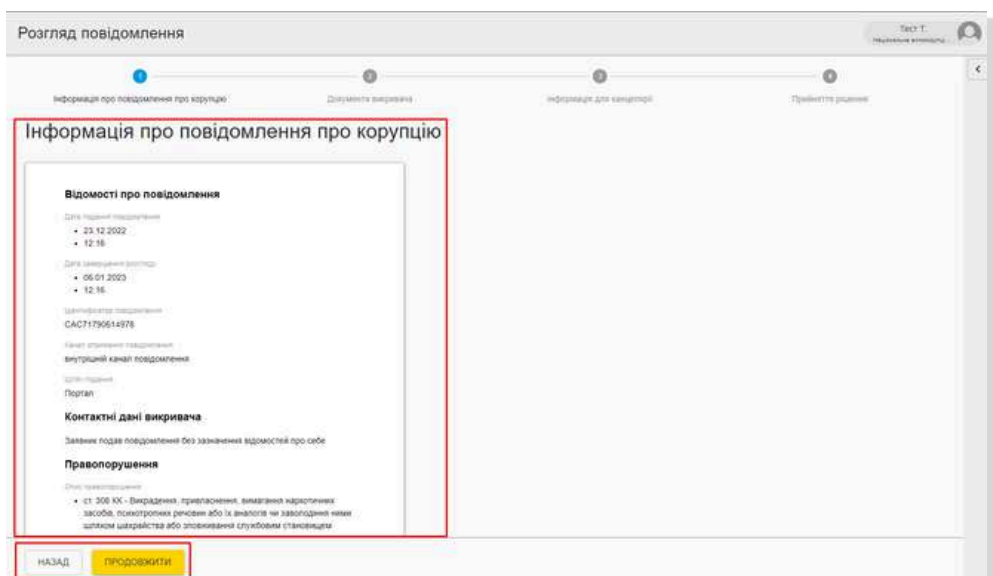 Розгляд повідомлення
Тест Т.
1
2
3
4
Інформація про повідомлення про корупцію
Документи викривача
Інформація для канцелярії
Прийняття рішення
Інформація про повідомлення про корупцію
Відомості про повідомлення
Дата подання повідомлення
23.12.2022
12:16
Дата завершення розгляду
06.01.2023
12:16
Ідентифікатор повідомлення
CAC71790614978
Канал отримання повідомлення
внутрішній канал повідомлення
Шлях подання
Портал
Контактні дані викривача
Заявник подав повідомлення без зазначення відомостей про себе
Правопорушення
Опис правопорушення
ст. 308 КК - Викрадення, привласнення, вимагання наркотичних
засобів, психотропних речовин або їх аналогів чи заволодіння ними
шляхом шахрайства або зловживання службовим становищем
НАЗАД
ПРОДОВЖИТИ